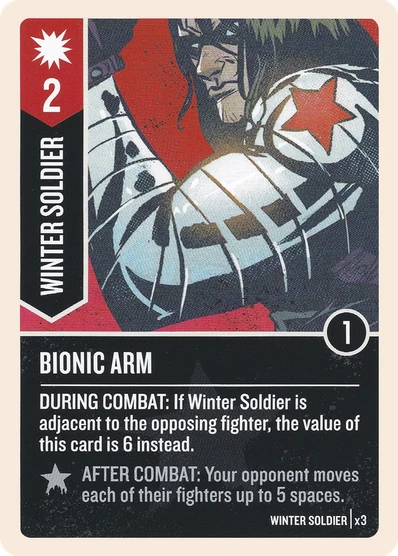 2
WINTER SOLDIER
1
BIONIC ARM
DURING COMBAT: If Winter Soldier is
adjacent to the opposing fighter, the value of
this card is 6 instead.
AFTER COMBAT: Your opponent moves
each of their fighters up to 5 spaces.
WINTER SOLDIER | x3